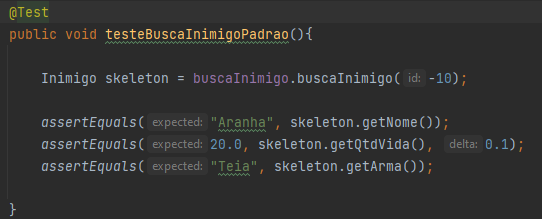 @Test
public void testeBuscaInimigoPadrao(){
Inimigo skeleton = buscaInimigo.buscaInimigo( id: -10);
assertEquals( expected: "Aranha", skeleton.getNome());
assertEquals( expected: 20.0, skeleton.getQtdVida(), delta: 0.1);
assertEquals( expected: "Teia", skeleton.getArma());
}